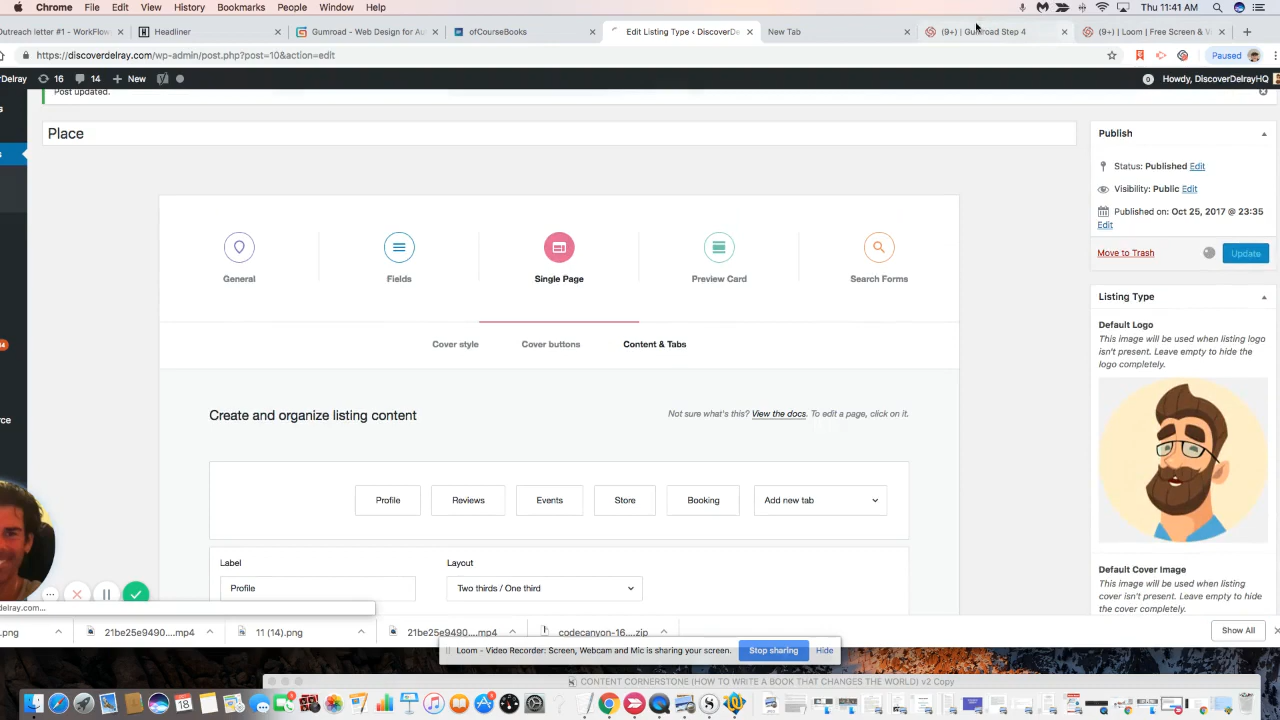 Chrome File Edit View History Bookmarks People Window Help Thu 11:41 AM
Outreach letter #1 - WorkFlow Headliner Gumroad - Web Design for Aut ofCourseBooks Edit Listing Type ‹ DiscoverDe New Tab (9+) | Gumroad Step 4 (9+) | Loom | Free Screen & Vi
https://discoverdelray.com/wp-admin/post.php?post=10&action=edit Paused
Delray 16 14 New 0 Howdy, DiscoverDelrayHQ
Post updated.
Place
Publish
Status: Published Edit
Visibility: Public Edit
Published on: Oct 25, 2017 @ 23:35
Edit
Move to Trash Update
General Fields Single Page Preview Card Search Forms
Cover style Cover buttons Content & Tabs
Listing Type
Default Logo
This image will be used when listing logo
isn't present. Leave empty to hide the
logo completely.
Create and organize listing content
Not sure what's this? View the docs. To edit a page, click on it.
Profile Reviews Events Store Booking Add new tab
Label Layout
Profile Two thirds / One third
Default Cover Image
This image will be used when listing
cover isn't present. Leave empty to hide
the cover completely.
delray.com...
.png 21be25e9490....mp4 11 (14).png 21be25e9490....mp4 codecanyon-16....zip Show All
Loom - Video Recorder: Screen, Webcam and Mic is sharing your screen. Stop sharing Hide
CONTENT CORNERSTONE (HOW TO WRITE A BOOK THAT CHANGES THE WORLD) v2 Copy